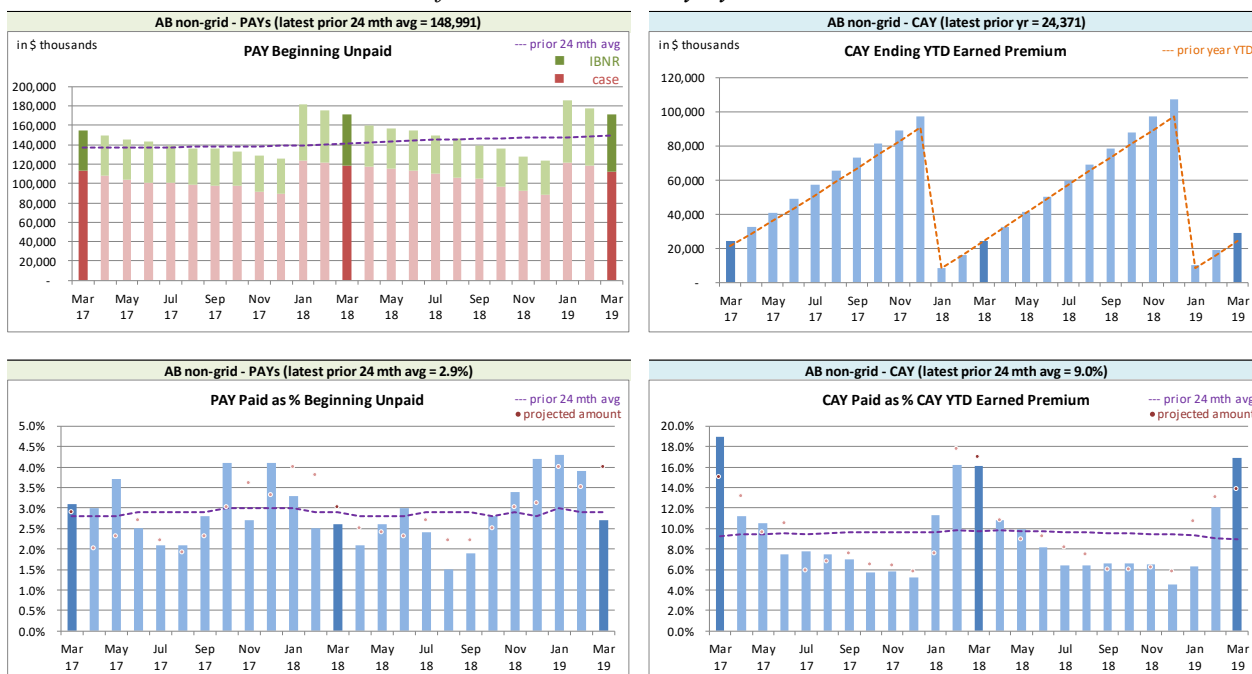 AB non-grid - PAYs (latest prior 24 mth avg = 148,991)
in $ thousands
PAY Beginning Unpaid
--- prior 24 mth avg
IBNR
case
200,000
180,000
160,000
140,000
120,000
100,000
80,000
60,000
40,000
20,000
-
Mar May Jul Sep Nov Jan Mar May Jul Sep Nov Jan Mar
17 17 17 17 17 18 18 18 18 18 18 19 19
AB non-grid - CAY (latest prior yr = 24,371)
in $ thousands
CAY Ending YTD Earned Premium
--- prior year YTD
120,000
100,000
80,000
60,000
40,000
20,000
-
Mar May Jul Sep Nov Jan Mar May Jul Sep Nov Jan Mar
17 17 17 17 17 18 18 18 18 18 18 19 19
AB non-grid - PAYs (latest prior 24 mth avg = 2.9%)
PAY Paid as % Beginning Unpaid
--- prior 24 mth avg
• projected amount
5.0%
4.5%
4.0%
3.5%
3.0%
2.5%
2.0%
1.5%
1.0%
0.5%
0.0%
Mar May Jul Sep Nov Jan Mar May Jul Sep Nov Jan Mar
17 17 17 17 17 18 18 18 18 18 18 19 19
AB non-grid - CAY (latest prior 24 mth avg = 9.0%)
CAY Paid as % CAY YTD Earned Premium
--- prior 24 mth avg
• projected amount
20.0%
18.0%
16.0%
14.0%
12.0%
10.0%
8.0%
6.0%
4.0%
2.0%
0.0%
Mar May Jul Sep Nov Jan Mar May Jul Sep Nov Jan Mar
17 17 17 17 17 18 18 18 18 18 18 19 19